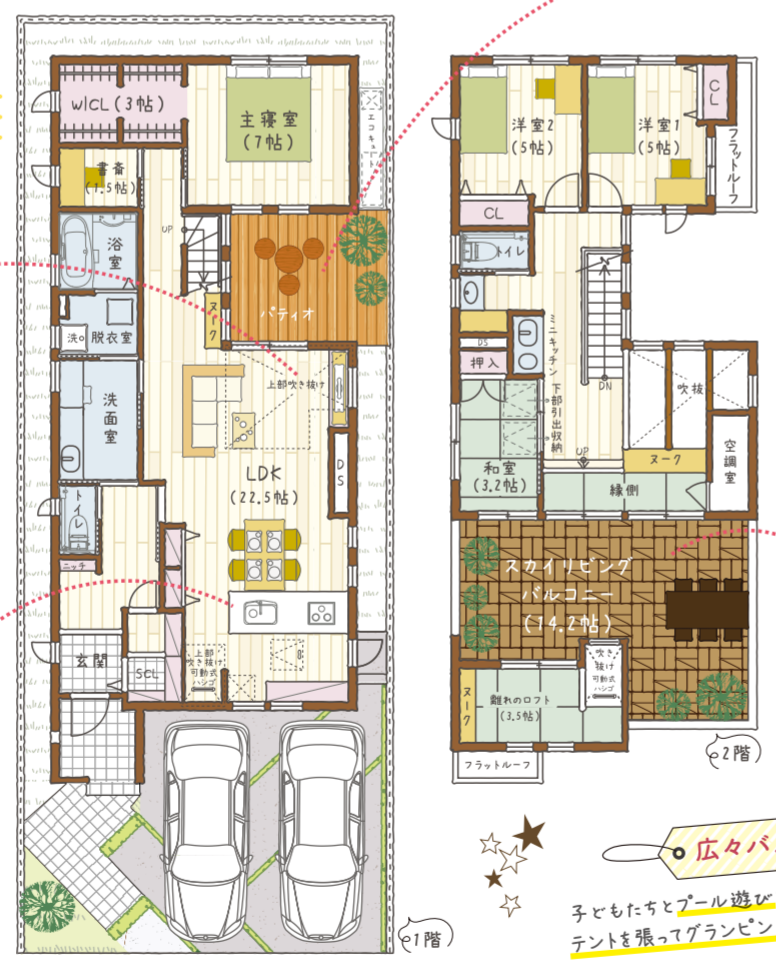 WICL(3帖)
主寝室
(7帖)
エコキュート
書斎
(1.5帖)
浴室
UP
ヌーク
パティオ
洗
脱衣室
上部吹き抜け
洗面室
LDK
(22.5帖)
DS
トイレ
ニッチ
玄関
SCL
上部
吹き抜け
可動式
ハシゴ
1階
洋室2
(5帖)
洋室1
(5帖)
CL
フラットルーフ
CL
トイレ
ミニキッチン
DS
押入
DN
下部引出収納
吹抜
UP
ヌーク
和室
(3.2帖)
縁側
空調室
スカイリビング
バルコニー
(14.2帖)
吹き
抜け
可動式
ハシゴ
ヌーク
離れのロフト
(3.5帖)
フラットルーフ
2階
広々バ
子どもたちとプール遊び
テントを張ってグランピン